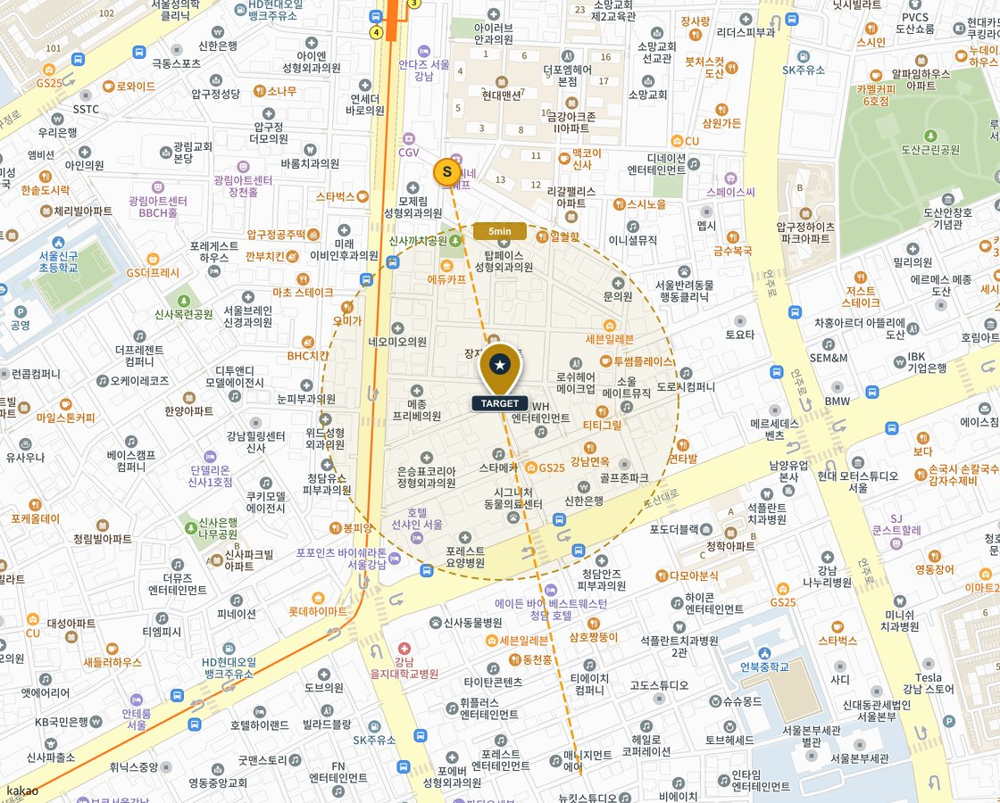 서울성의학
클리닉
HD현대오일
뱅크주유소
3
4
아이러브
안과의원
23
22
소망교회
제2교육관
장사랑
리더스피부과
닛시빌라트
PVCS
도산쇼룸
현대카드
쿠킹라이
102
101
신한은행
극동스포츠
아이엔
성형외과의원
안다즈 서울
강남
1
6
16
4
더포엠헤어
본점
17
소망교회
선교관
붓처스컷
도산
스시인
SK주유소
누데이
하우스
GS25
로와이드
압구정성당
소나무
연세더
바로의원
현대맨션
7
5
10
금강아크존
II아파트
소망교회
삼원가든
카멜커피
6호점
알파임하우스
아파트
SSTC
우리은행
압구정
더모의원
3
8
CU
도산근린공원
앰비션
아인의원
광림교회
본당
바롬치과의원
CGV
11
맥코이
신사
디네이션
엔터테인먼트
한솥도시락
광림아트센터
장천홀
S
13
12
리갈팰리스
아파트
스페이스씨
B
광림아트센터
BBCH홀
스타벅스
모제림
성형외과의원
스시노을
멥시
도산안창호
기념관
체리빌아파트
압구정공주떡
미래
이비인후과의원
5min
신사까치공원
일일향
이니셜뮤직
압구정하이츠
파크아파트
금수복국
서울신구
초등학교
포레게스트
하우스
깐부치킨
탑페이스
성형외과의원
밀리의원
GS더프레시
에듀카프
마초 스테이크
문의원
서울반려동물
행동클리닉
언주로
저스트
스테이크
에르메스 메종
도산
신사목련공원
서울브레인
신경과의원
우미가
공영
네오미오의원
세븐일레븐
토요타
차홍아르더 아뜰리에
도산
호림아트
더프레젠트
컴퍼니
BHC치킨
투썸플레이스
SEM&M
IBK
기업은행
런콤컴퍼니
오케이레코즈
디투앤디
모델에이전시
로쉬헤어
메이크업
소울
메이트뮤직
도로시컴퍼니
눈피부과의원
메종
프리베의원
TARGET
WH
엔터테인먼트
언주로
BMW
마일스톤커피
한양아파트
위드성형
외과의원
티티그릴
메르세데스
벤츠
에이스침
강남힐링센터
신사
유사우나
베이스캠프
컴퍼니
단델리온
신사1호점
은승표코리아
정형외과의원
스타메카
GS25
강남면옥
연타발
보다
골프존파크
남양유업
본사
현대 모터스튜디오
서울
손국시 손칼국수
감자수제비
쿠키모델
에이전시
청담유스
피부과의원
시그니처
동물의료센터
신한은행
도산대로
석플란트
치과병원
포캐올데이
신사은행
나무공원
호텔
선샤인 서울
봉피양
포도더블랙
A
B
C
청학아파트
SJ
쿤스트할레
청림빌아파트
B
A
신사파크빌
아파트
포포인츠 바이쉐라톤
서울강남
포레스트
요양병원
청담안즈
피부과의원
강남
나누리병원
언주로
영동장어
더뮤즈
엔터테인먼트
다모아분식
GS25
에이든 바이 베스트웨스턴
청담 호텔
하이콘
엔터테인먼트
피네이션
롯데하이마트
미니쉬
치과병원
대성아파트
티엠피시
신사동물병원
CU
새들러하우스
세븐일레븐
삼호짱뚱이
석플란트치과병원
2관
스타벅스
HD현대오일
뱅크주유소
강남
을지대학교병원
동천홍
언북중학교
사디
앳에어리어
도브의원
타이탄콘텐츠
티에이치
컴퍼니
고도스튜디오
Tesla
강남 스토어
안테룸
서울
슈슈몽드
신대동관세법인
서울본부
KB국민은행
호텔하이랜드
빌라드블랑
휘플러스
엔터테인먼트
SK주유소
헤일로
코퍼레이션
토브헤세드
서울본부세관
별관
신사파출소
휘닉스중앙
굿맨스토리
포레스트
엔터테인먼트
매니지먼트
에어
서울본부세관
FN
엔터테인먼트
포에버
성형외과의원
인타임
엔터테인먼트
영동중앙교회
kakao
뉴킷스튜디오
비에이치